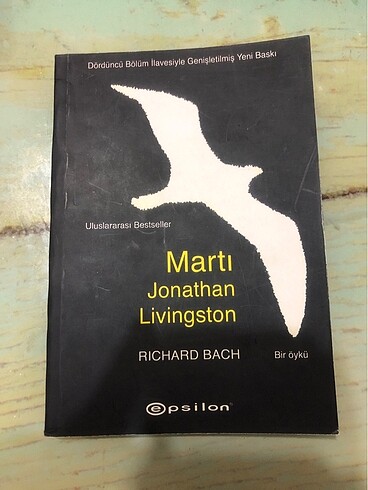 Dördüncü Bölüm İlavesiyle Genişletilmiş Yeni Baskı
Uluslararası Bestseller
Martı
Jonathan
Livingston
RICHARD BACH
Bir öykü
epsilon